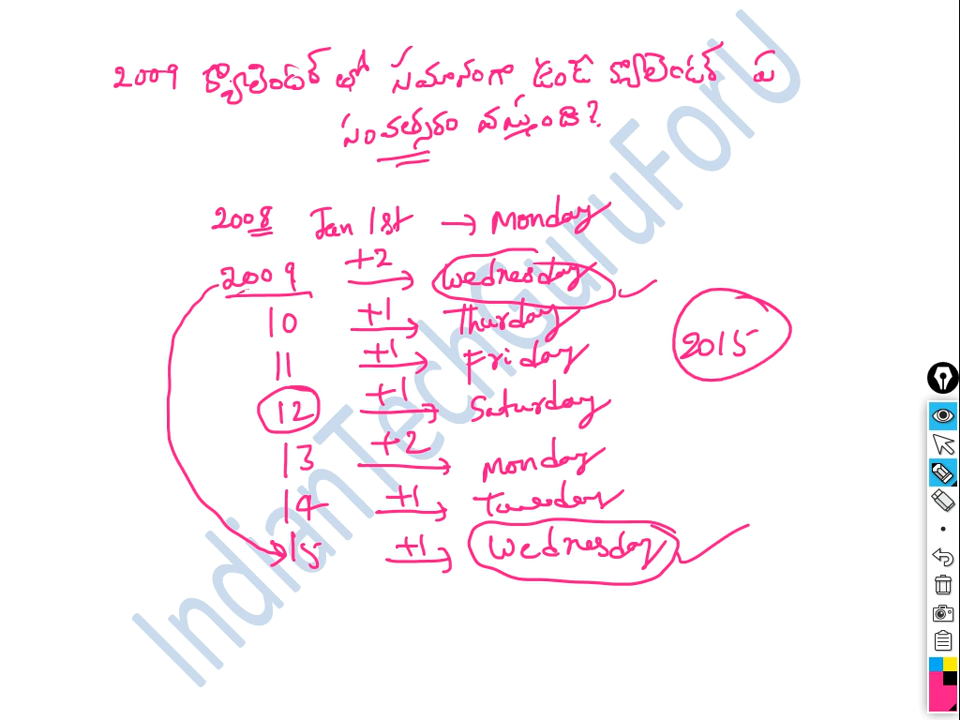 2009 క్యాలెండర్ తో సమానంగా ఉండే క్యాలెండర్ ఏ
సంవత్సరం వస్తుంది?
2008 Jan 1st → Monday
2009 +2 → Wednesday
10 +1 → Thurday
11 +1 → Friday
12 +1 → Saturday
13 +2 → Monday
14 +1 → Tuesday
15 +1 → Wednesday
2015
IndianTechGuruForU